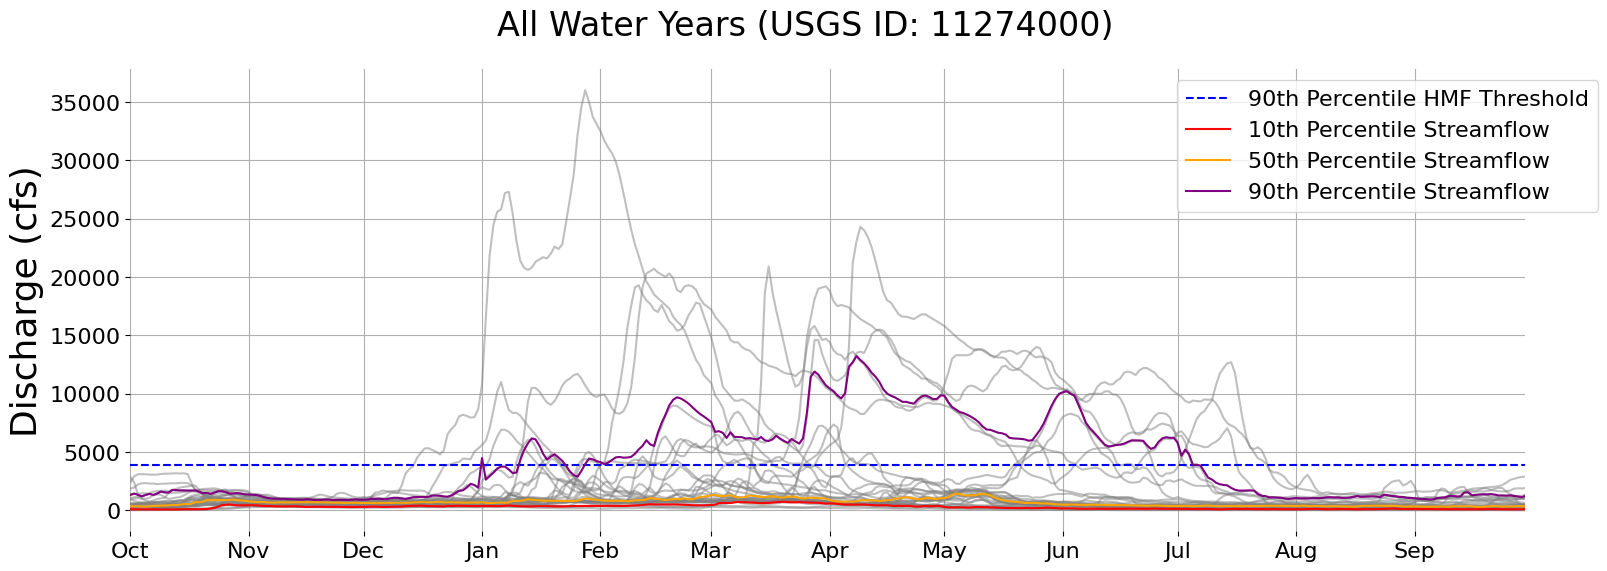 All Water Years (USGS ID: 11274000)
Discharge (cfs)
35000
30000
25000
20000
15000
10000
5000
0
Oct Nov Dec Jan Feb Mar Apr May Jun Jul Aug Sep
90th Percentile HMF Threshold
10th Percentile Streamflow
50th Percentile Streamflow
90th Percentile Streamflow